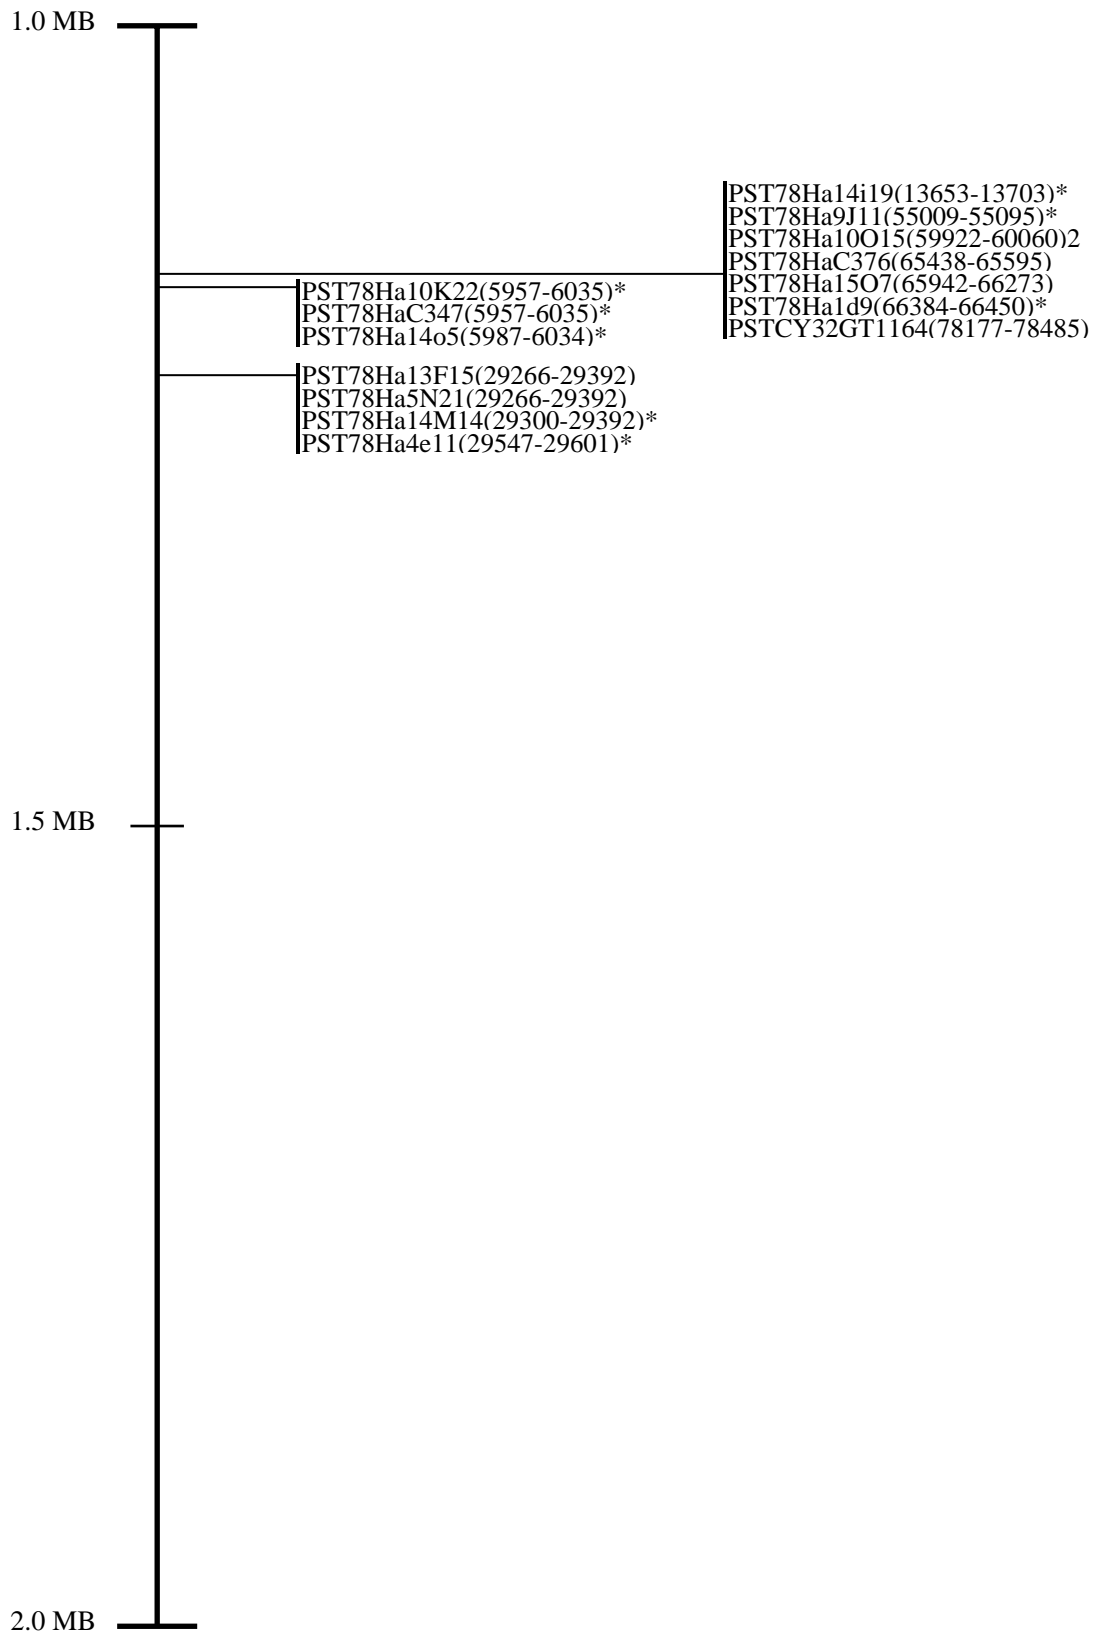 1.0 MB
PST78Ha14i19(13653-13703)*
PST78Ha9J11(55009-55095)*
PST78Ha10O15(59922-60060)2
PST78HaC376(65438-65595)
PST78Ha15O7(65942-66273)
PST78Ha1d9(66384-66450)*
PSTCY32GT1164(78177-78485)
PST78Ha10K22(5957-6035)*
PST78HaC347(5957-6035)*
PST78Ha14o5(5987-6034)*
PST78Ha13F15(29266-29392)
PST78Ha5N21(29266-29392)
PST78Ha14M14(29300-29392)*
PST78Ha4e11(29547-29601)*
1.5 MB
2.0 MB